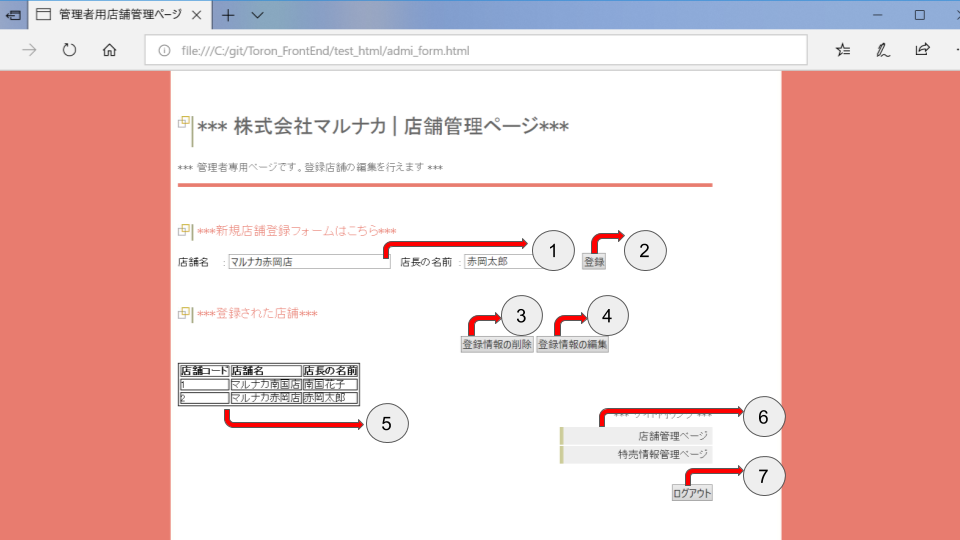 管理者用店舗管理ページ
file:///C:/git/Toron_FrontEnd/test_html/admi_form.html
*** 株式会社マルナカ | 店舗管理ページ***
*** 管理者専用ページです。登録店舗の編集を行えます ***
***新規店舗登録フォームはこちら***
1
2
店舗名 : マルナカ赤岡店 店長の名前 : 赤岡太郎 登録
***登録された店舗***
3
4
登録情報の削除 登録情報の編集
店舗コード 店舗名 店長の名前
1 マルナカ南国店 南国花子
2 マルナカ赤岡店 赤岡太郎
5
6
*** ***
店舗管理ページ
特売情報管理ページ
7
ログアウト